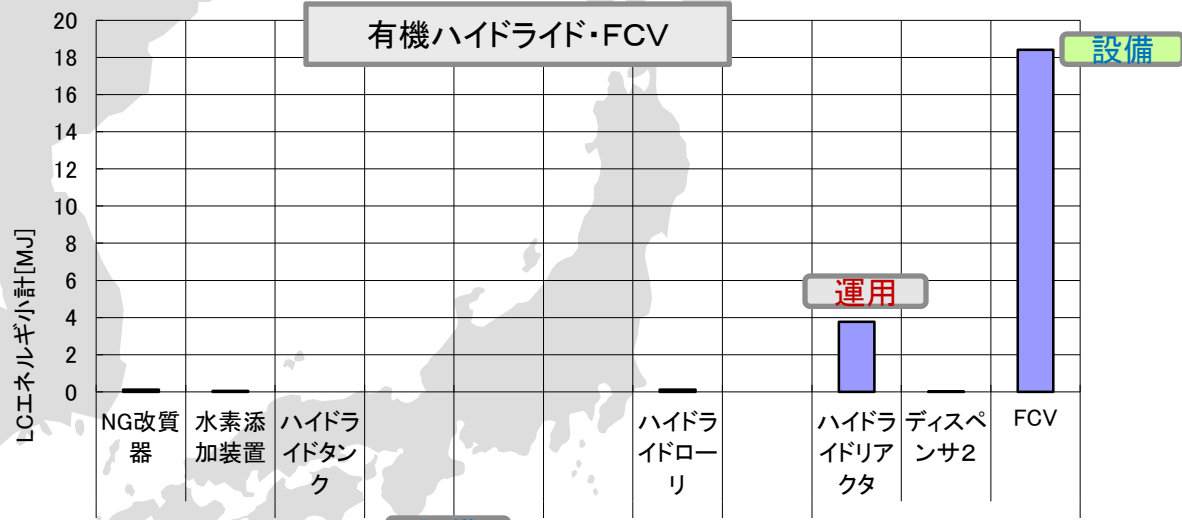 有機ハイドライド・FCV
設備
20
18
16
14
12
10
8
6
4
2
0
LCエネルギ小計[MJ]
運用
NG改質
器
水素添
加装置
ハイドラ
イドタン
ク
ハイドラ
イドロー
リ
ハイドラ
イドリア
クタ
ディスペ
ンサ2
FCV